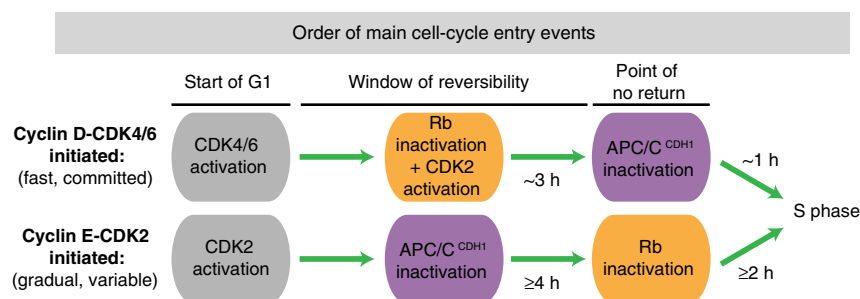 Order of main cell-cycle entry events
Start of G1
Window of reversibility
Point of
no return
Cyclin D-CDK4/6
initiated:
(fast, committed)
CDK4/6
activation
Rb
inactivation
+ CDK2
activation
~3 h
APC/C CDH1
inactivation
~1 h
S phase
Cyclin E-CDK2
initiated:
(gradual, variable)
CDK2
activation
APC/C CDH1
inactivation
≥4 h
Rb
inactivation
≥2 h